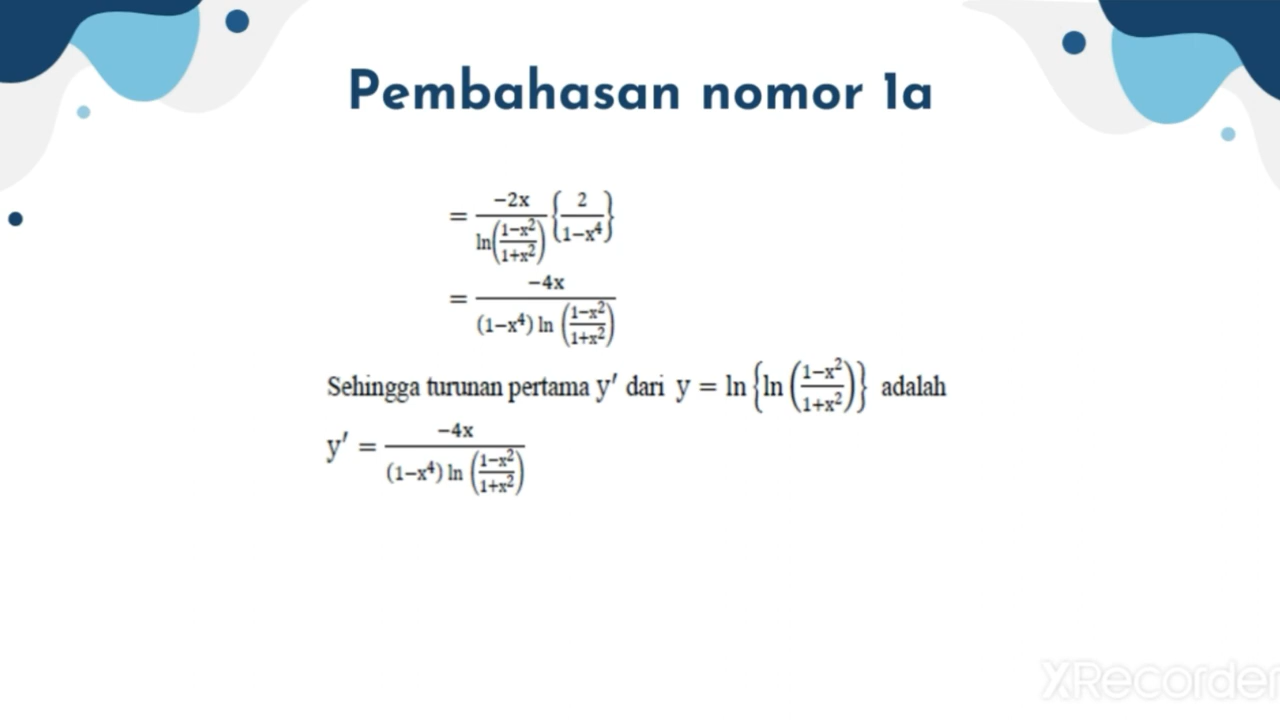 Pembahasan nomor 1a
= −2x / ln((1−x²)/(1+x²)) {2/(1−x⁴)}
= −4x / (1−x⁴) ln ((1−x²)/(1+x²))
Sehingga turunan pertama y′ dari y = ln {ln ((1−x²)/(1+x²))} adalah
y′ = −4x / (1−x⁴) ln ((1−x²)/(1+x²))
XRecorder